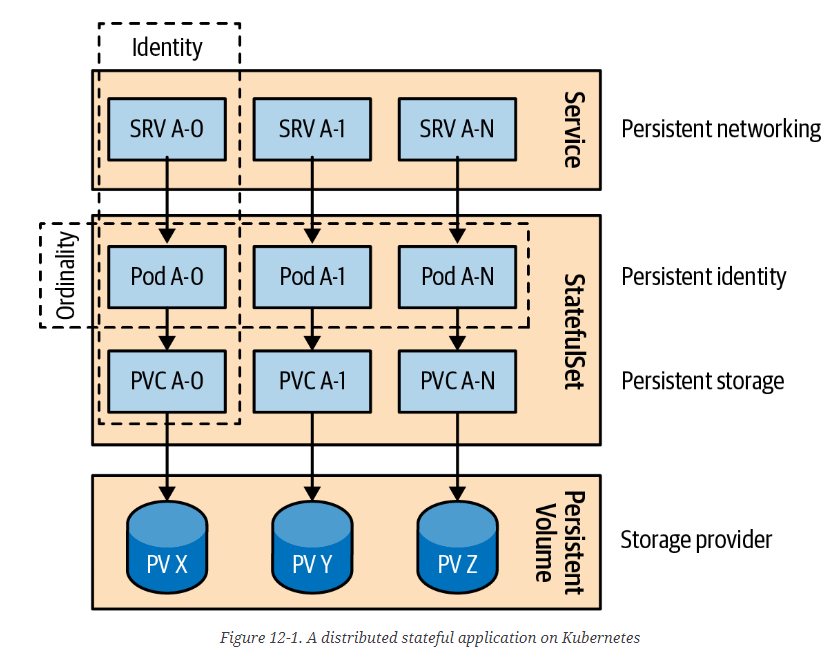 Identity
SRV A-0
SRV A-1
SRV A-N
Service
Persistent networking
Ordinality
Pod A-0
Pod A-1
Pod A-N
StatefulSet
Persistent identity
PVC A-0
PVC A-1
PVC A-N
Persistent storage
PV X
PV Y
PV Z
Persistent
Volume
Storage provider
Figure 12-1. A distributed stateful application on Kubernetes